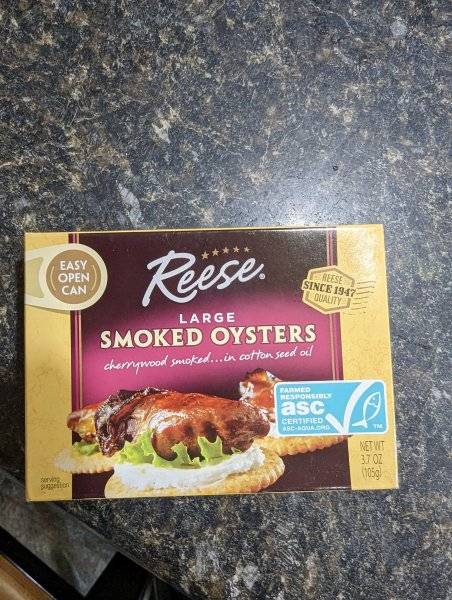 EASY
OPEN
CAN
Reese®
REESE
SINCE 1947
QUALITY
LARGE
SMOKED OYSTERS
cherrywood smoked...in cotton seed oil
FARMED
RESPONSIBLY
asc
CERTIFIED
ASC-AQUA.ORG
TM
NET WT
3.7 OZ
(105g)
serving
suggestion